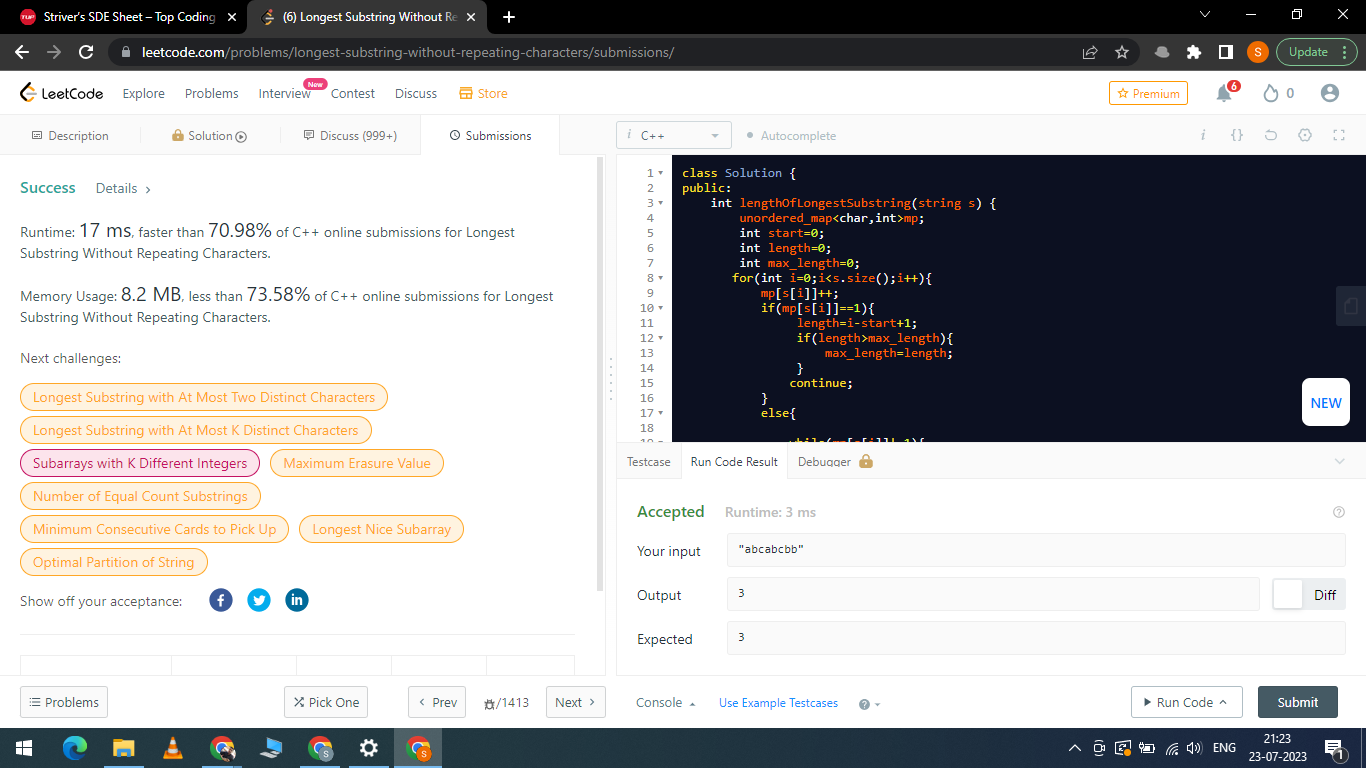 Striver's SDE Sheet – Top Coding
(6) Longest Substring Without Re
leetcode.com/problems/longest-substring-without-repeating-characters/submissions/
S
Update
LeetCode
Explore
Problems
Interview
New
Contest
Discuss
Store
Premium
6
0
Description
Solution
Discuss (999+)
Submissions
i C++
Autocomplete
Success
Details
Runtime: 17 ms, faster than 70.98% of C++ online submissions for Longest
Substring Without Repeating Characters.
Memory Usage: 8.2 MB, less than 73.58% of C++ online submissions for Longest
Substring Without Repeating Characters.
Next challenges:
Longest Substring with At Most Two Distinct Characters
Longest Substring with At Most K Distinct Characters
Subarrays with K Different Integers
Maximum Erasure Value
Number of Equal Count Substrings
Minimum Consecutive Cards to Pick Up
Longest Nice Subarray
Optimal Partition of String
Show off your acceptance:
Problems
Pick One
Prev
/1413
Next
1 class Solution {
2 public:
3 int lengthOfLongestSubstring(string s) {
4 unordered_map<char,int>mp;
5 int start=0;
6 int length=0;
7 int max_length=0;
8 for(int i=0;i<s.size();i++){
9 mp[s[i]]++;
10 if(mp[s[i]]==1){
11 length=i-start+1;
12 if(length>max_length){
13 max_length=length;
14 }
15 continue;
16 }
17 else{
18
NEW
Testcase
Run Code Result
Debugger
Accepted
Runtime: 3 ms
Your input
"abcabcbb"
Output
3
Diff
Expected
3
Console
Use Example Testcases
Run Code
Submit
ENG
21:23
23-07-2023
1